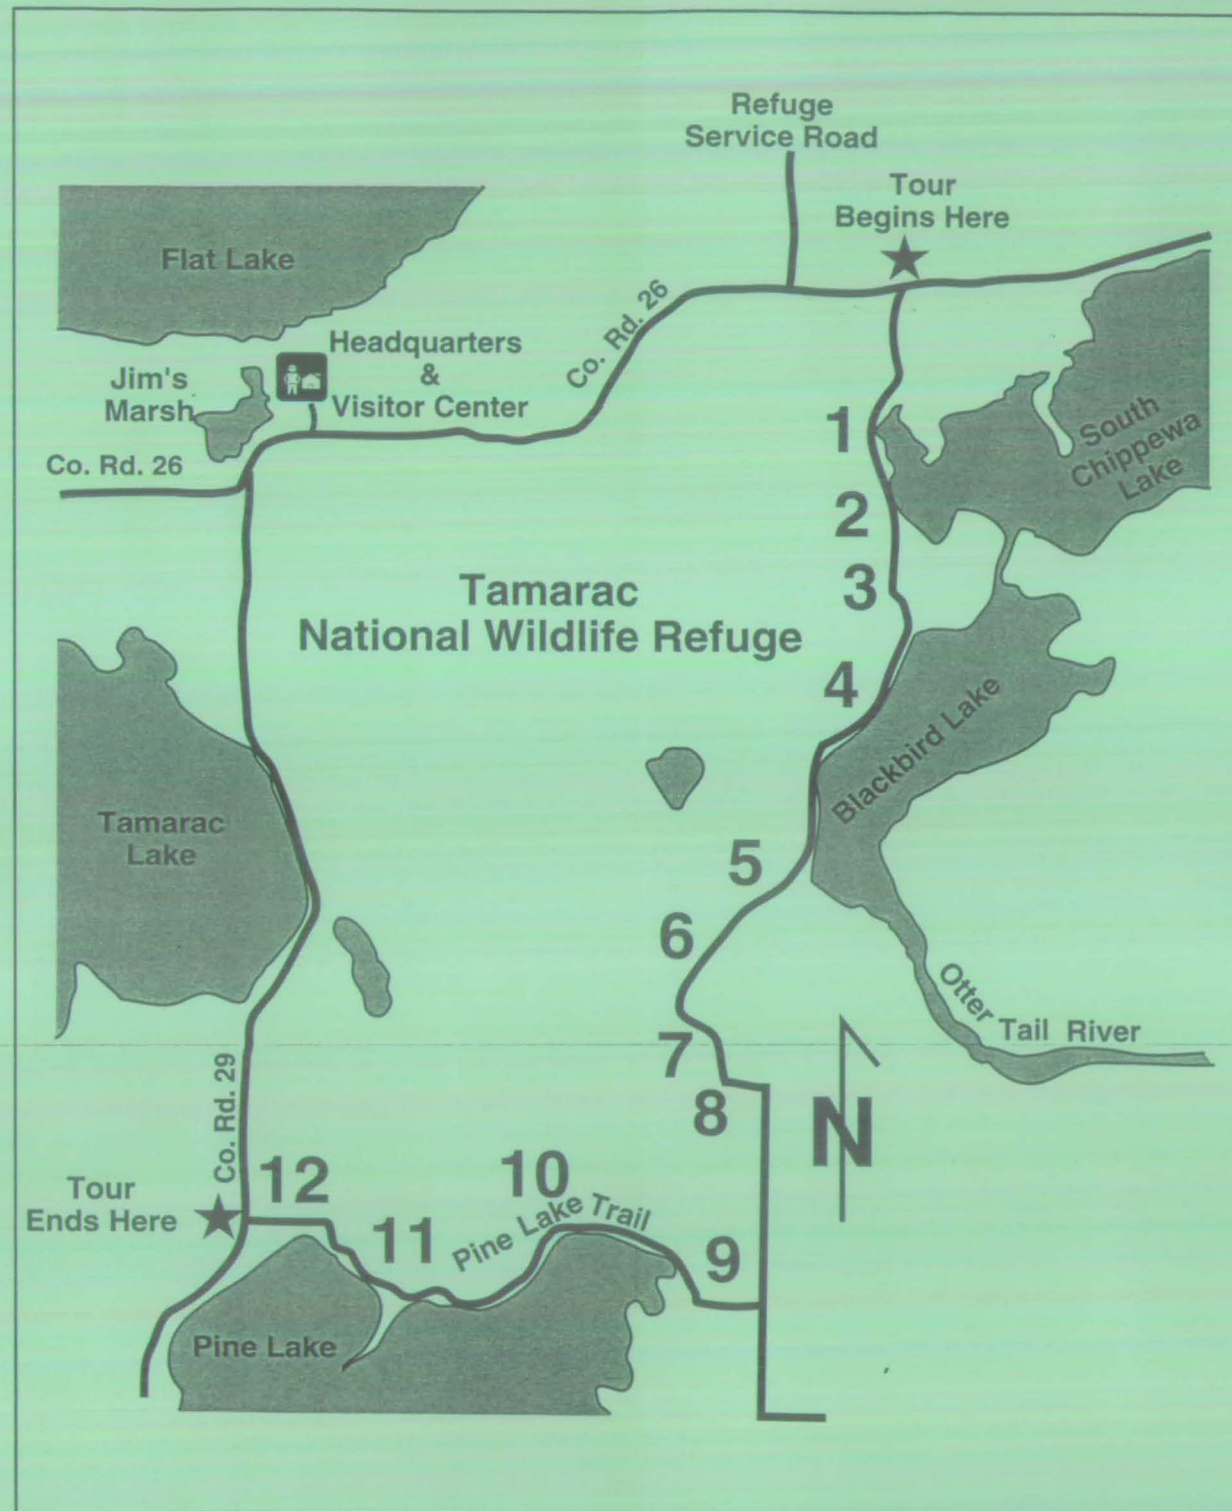 Refuge
Service Road
Tour
Begins Here
Flat Lake
Co. Rd. 26
Headquarters
&
Visitor Center
Jim's
Marsh
1
South
Chippewa
Lake
Co. Rd. 26
2
3
Tamarac
National Wildlife Refuge
4
Blackbird Lake
Tamarac
Lake
5
6
Otter Tail River
7
Co. Rd. 29
8
N
12
10
Tour
Ends Here
Pine Lake Trail
11
9
Pine Lake